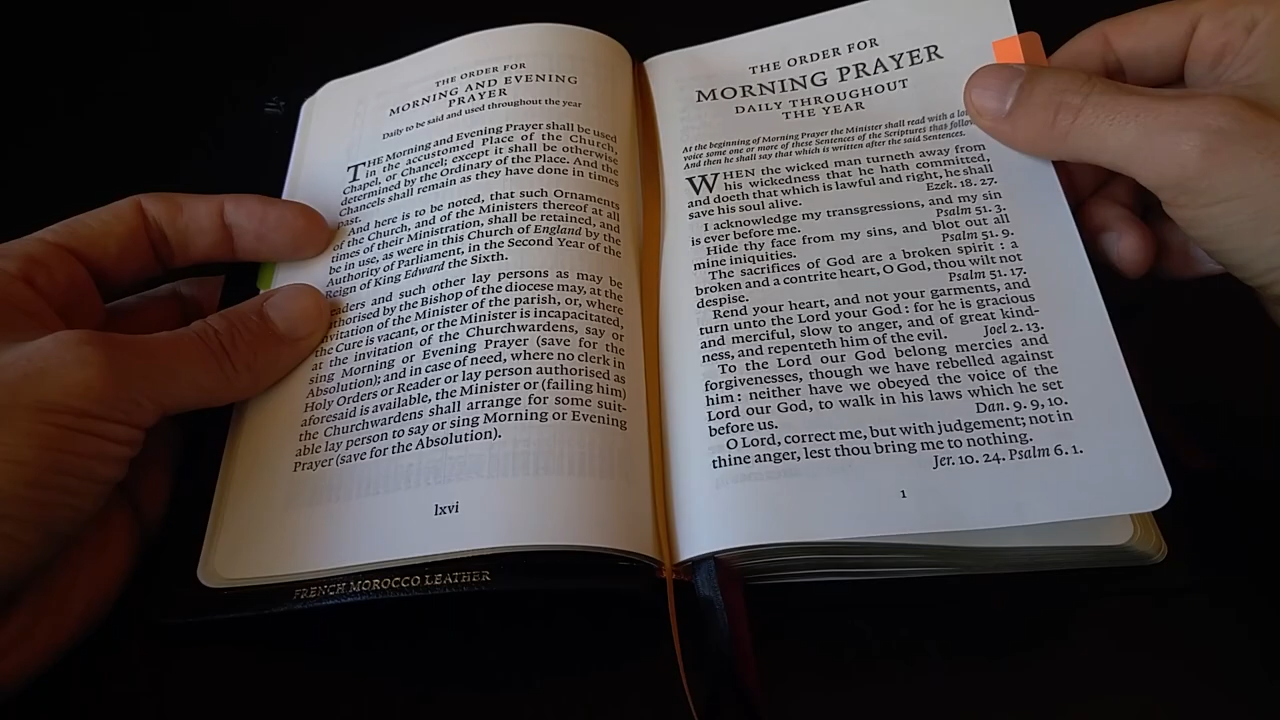 THE ORDER FOR
MORNING AND EVENING
PRAYER
Daily to be said and used throughout the year
THE Morning and Evening Prayer shall be used
in the accustomed Place of the Church,
Chapel, or Chancel; except it shall be otherwise
determined by the Ordinary of the Place. And the
Chancels shall remain as they have done in times
past.
And here is to be noted, that such Ornaments
of the Church, and of the Ministers thereof at all
times of their Ministration, shall be retained, and
be in use, as were in this Church of England by the
Authority of Parliament, in the Second Year of the
Reign of King Edward the Sixth.
eaders and such other lay persons as may be
thorised by the Bishop of the diocese may, at the
nvitation of the Minister of the parish, or, where
the Cure is vacant, or the Minister is incapacitated,
at the invitation of the Churchwardens, say or
sing Morning or Evening Prayer (save for the
Absolution); and in case of need, where no clerk in
Holy Orders or Reader or lay person authorised as
aforesaid is available, the Minister or (failing him)
the Churchwardens shall arrange for some suit-
able lay person to say or sing Morning or Evening
Prayer (save for the Absolution).
lxvi
FRENCH MOROCCO LEATHER
THE ORDER FOR
MORNING PRAYER
DAILY THROUGHOUT
THE YEAR
At the beginning of Morning Prayer the Minister shall read with a lo
voice some one or more of these Sentences of the Scriptures that follow
And then he shall say that which is written after the said Sentences.
WHEN the wicked man turneth away from
his wickedness that he hath committed,
and doeth that which is lawful and right, he shall
save his soul alive. Ezek. 18. 27.
I acknowledge my transgressions, and my sin
is ever before me. Psalm 51. 3.
Hide thy face from my sins, and blot out all
mine iniquities. Psalm 51. 9.
The sacrifices of God are a broken spirit : a
broken and a contrite heart, O God, thou wilt not
despise. Psalm 51. 17.
Rend your heart, and not your garments, and
turn unto the Lord your God : for he is gracious
and merciful, slow to anger, and of great kind-
ness, and repenteth him of the evil. Joel 2. 13.
To the Lord our God belong mercies and
forgivenesses, though we have rebelled against
him : neither have we obeyed the voice of the
Lord our God, to walk in his laws which he set
before us. Dan. 9. 9, 10.
O Lord, correct me, but with judgement; not in
thine anger, lest thou bring me to nothing.
Jer. 10. 24. Psalm 6. 1.
1